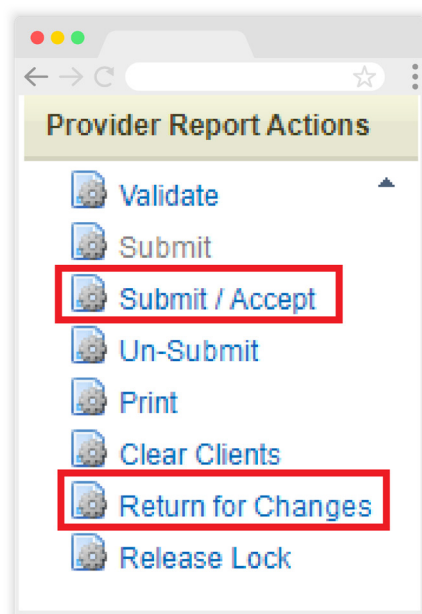 Provider Report Actions
Validate
Submit
Submit / Accept
Un-Submit
Print
Clear Clients
Return for Changes
Release Lock